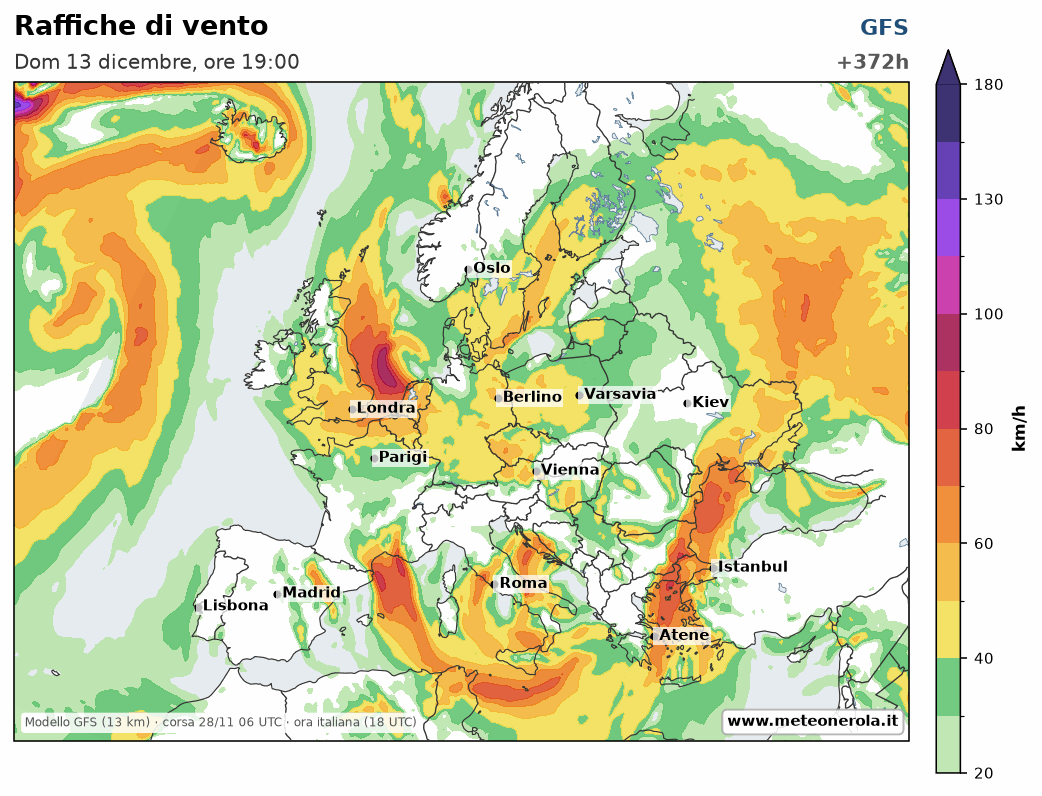 Raffiche di vento
GFS
Dom 13 dicembre, ore 19:00
+372h
180
130
100
80
60
40
20
km/h
Oslo
Berlino
Varsavia
Kiev
Londra
Parigi
Vienna
Istanbul
Roma
Madrid
Lisbona
Atene
Modello GFS (13 km) · corsa 28/11 06 UTC · ora italiana (18 UTC)
www.meteonerola.it